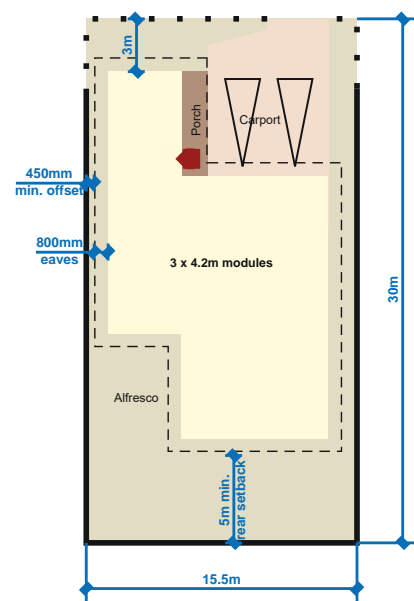 3m
Porch
Carport
450mm
min. offset
800mm
eaves
3 x 4.2m modules
30m
Alfresco
5m min.
rear setback
15.5m